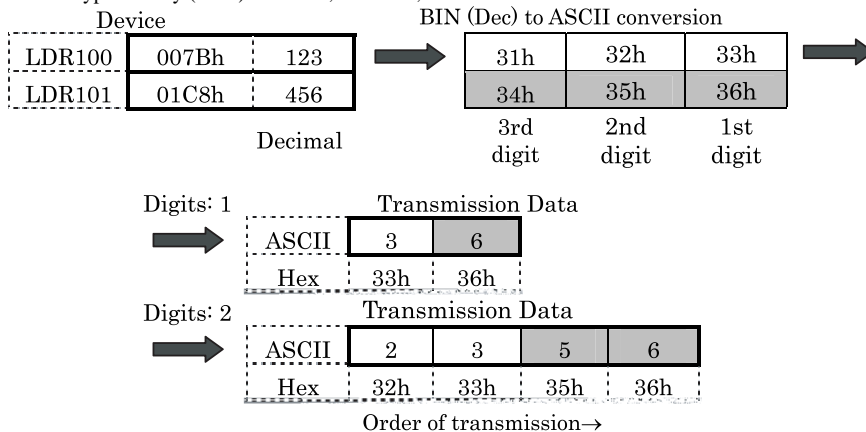 Device
BIN (Dec) to ASCII conversion
LDR100 007Bh 123 31h 32h 33h
LDR101 01C8h 456 34h 35h 36h
Decimal
3rd digit 2nd digit 1st digit
Digits: 1 Transmission Data
ASCII 3 6
Hex 33h 36h
Digits: 2 Transmission Data
ASCII 2 3 5 6
Hex 32h 33h 35h 36h
Order of transmission→